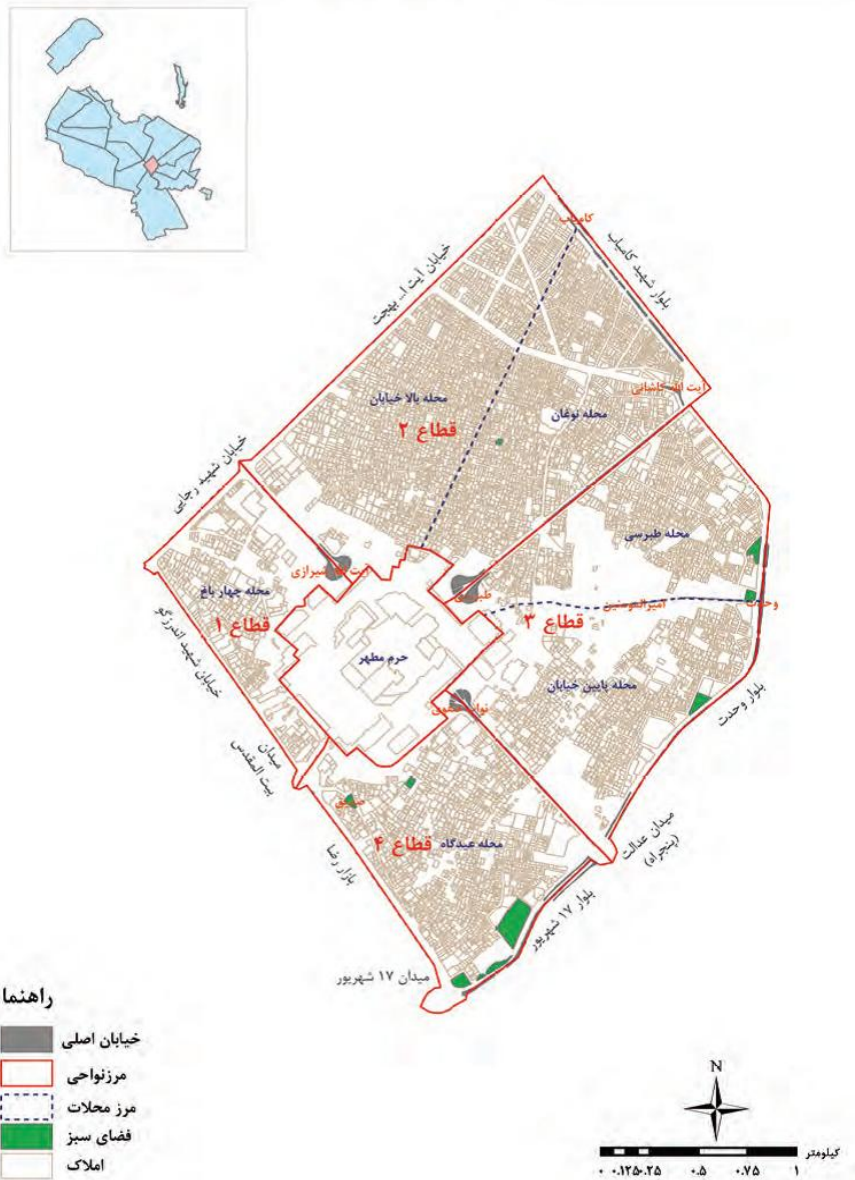 کامیاب
بلوار شهید کامیاب
خیابان آیت ا... بهجت
آیت الله کاشانی
محله بالا خیابان
محله نوغان
قطاع ۲
خیابان شهید رجایی
محله طبرسی
محله چهار باغ
قطاع ۱
امیرالمومنین
وحدت
قطاع ۳
خیابان شهید اندرزگو
حرم مطهر
محله پایین خیابان
بلوار وحدت
میدان
بیت المقدس
میدان عدالت
(پنجراه)
قطاع ۴
محله عیدگاه
بازار رضا
بلوار ۱۷ شهریور
میدان ۱۷ شهریور
راهنما
خیابان اصلی
مرزنواحی
مرز محلات
فضای سبز
املاک
N
کیلومتر
۰ ۰.۱۲۵۰.۲۵ ۰.۵ ۰.۷۵ ۱